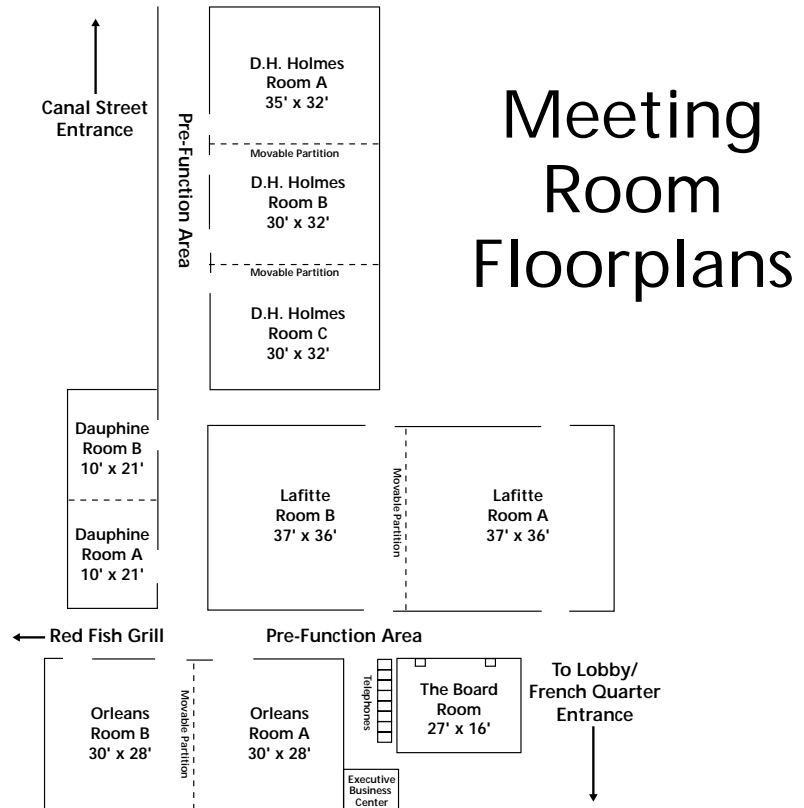 Meeting
Room
Floorplans
Canal Street
Entrance
Pre-Function Area
D.H. Holmes
Room A
35' x 32'
Movable Partition
D.H. Holmes
Room B
30' x 32'
Movable Partition
D.H. Holmes
Room C
30' x 32'
Dauphine
Room B
10' x 21'
Dauphine
Room A
10' x 21'
Lafitte
Room B
37' x 36'
Movable Partition
Lafitte
Room A
37' x 36'
Red Fish Grill
Pre-Function Area
Orleans
Room B
30' x 28'
Movable Partition
Orleans
Room A
30' x 28'
Telephones
The Board
Room
27' x 16'
To Lobby/
French Quarter
Entrance
Executive
Business
Center